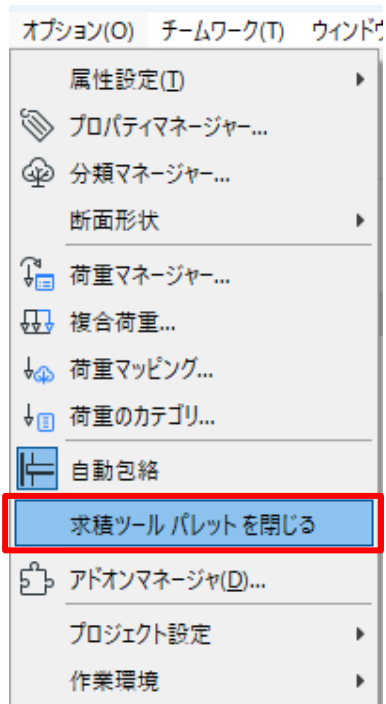 オプション(O) チームワーク(T) ウィンドウ
属性設定(T)
プロパティマネージャー...
分類マネージャー...
断面形状
荷重マネージャー...
複合荷重...
荷重マッピング...
荷重のカテゴリ...
自動包絡
求積ツール パレット を閉じる
アドオンマネージャ(D)...
プロジェクト設定
作業環境